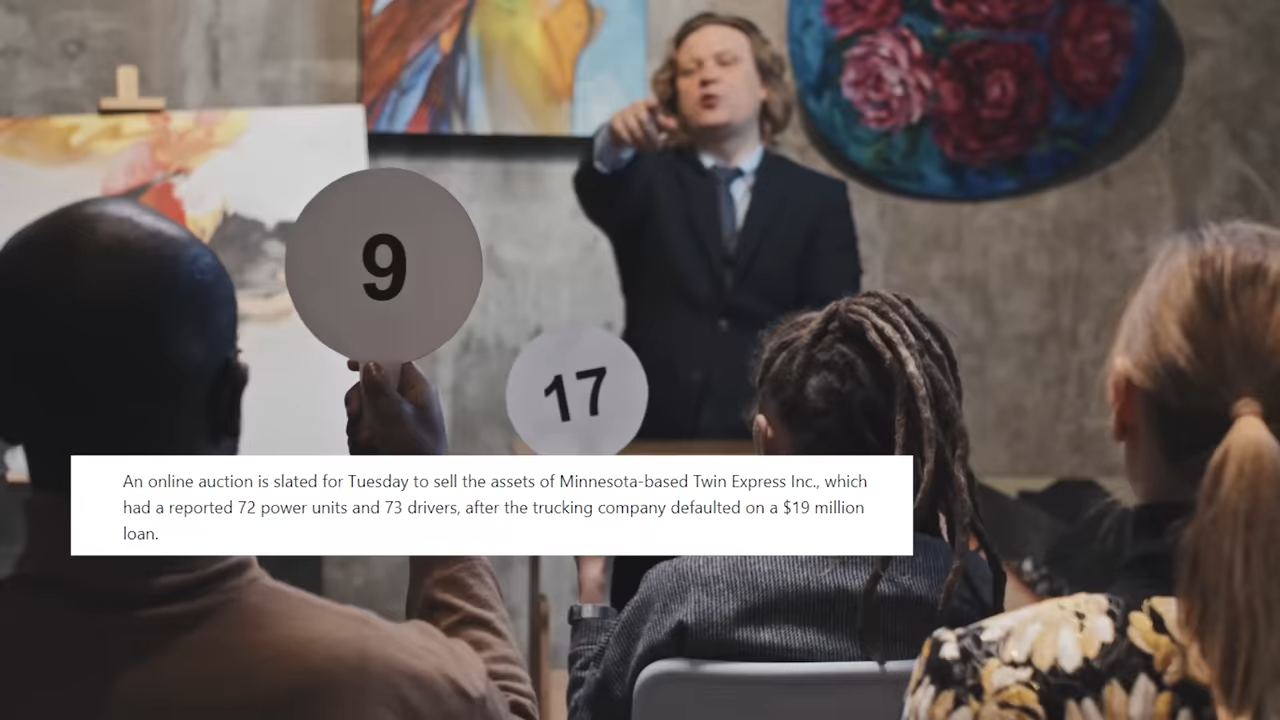 9
17
An online auction is slated for Tuesday to sell the assets of Minnesota-based Twin Express Inc., which
had a reported 72 power units and 73 drivers, after the trucking company defaulted on a $19 million
loan.